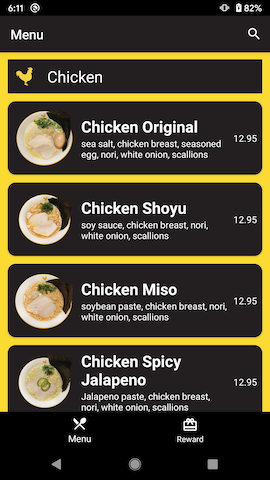 6:11
82%
Menu
Chicken
Chicken Original
sea salt, chicken breast, seasoned
egg, nori, white onion, scallions
12.95
Chicken Shoyu
soy sauce, chicken breast, nori,
white onion, scallions
12.95
Chicken Miso
soybean paste, chicken breast, nori,
white onion, scallions
12.95
Chicken Spicy
Jalapeno
Jalapeno paste, chicken breast,
nori, white onion, scallions
12.95
Menu
Reward